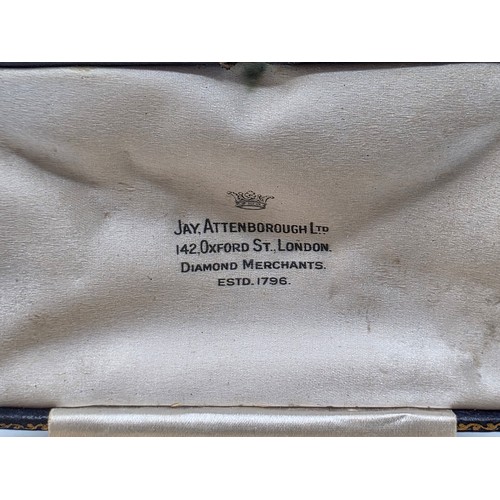 Jay, Attenborough Ltd
142, Oxford St., London.
Diamond Merchants.
Estd. 1796.